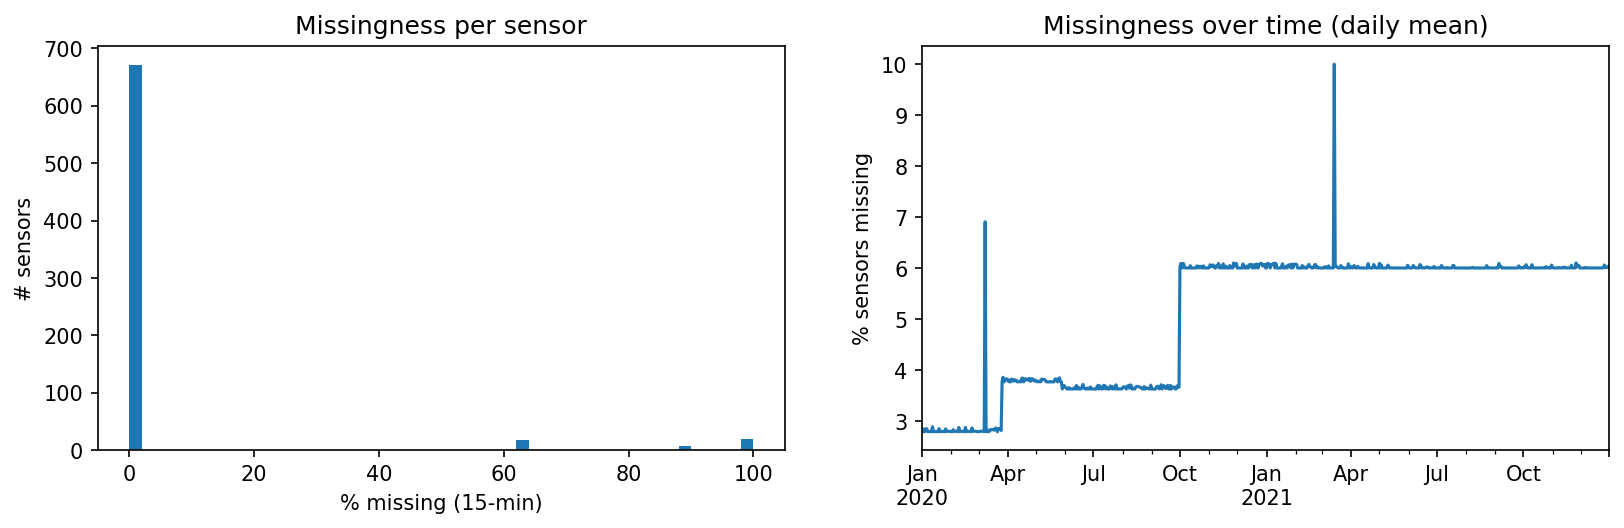 Missingness per sensor
# sensors
700
600
500
400
300
200
100
0
0 20 40 60 80 100
% missing (15-min)
Missingness over time (daily mean)
% sensors missing
10
9
8
7
6
5
4
3
Jan Apr Jul Oct Jan Apr Jul Oct
2020 2021